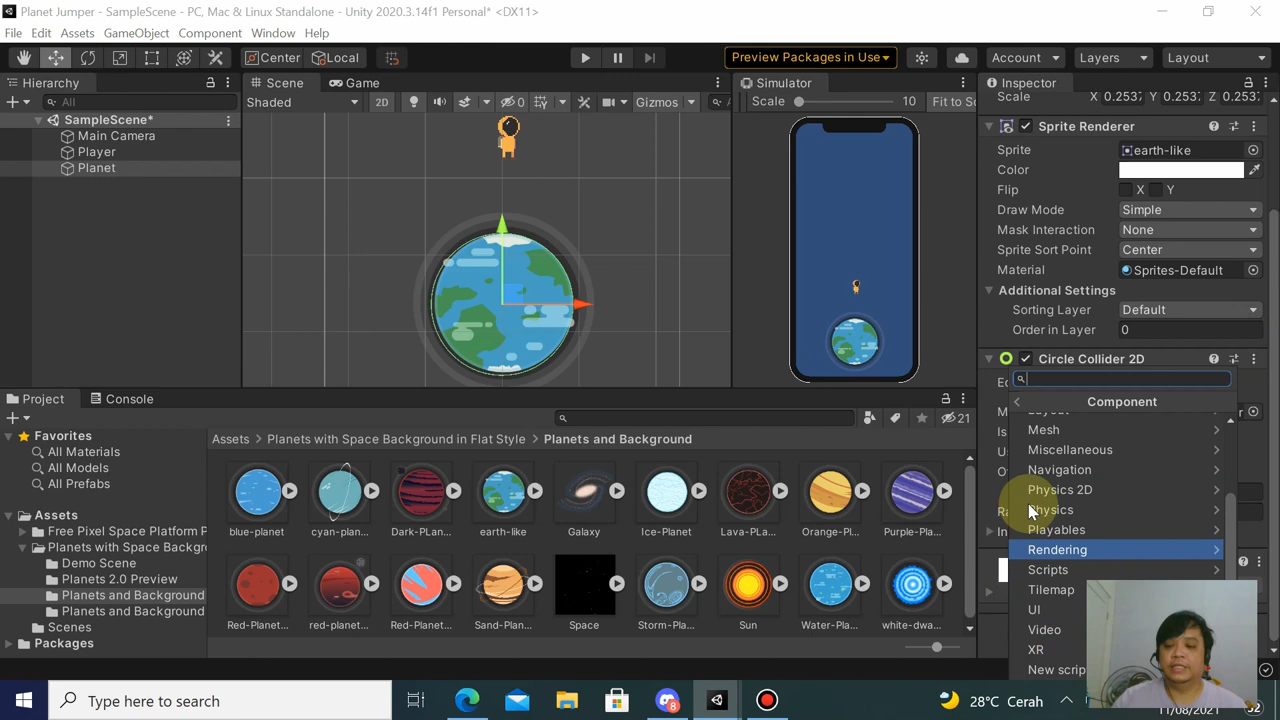 Planet Jumper - SampleScene - PC, Mac & Linux Standalone - Unity 2020.3.14f1 Personal* <DX11>
File Edit Assets GameObject Component Window Help
Center Local Preview Packages in Use Account Layers Layout
Hierarchy Scene Game Simulator Inspector
All Shaded 2D 0 Gizmos A Scale 10 Fit to Sc
Scale X 0.2537 Y 0.2537 Z 0.2537
SampleScene*
Main Camera
Player
Planet
Sprite Renderer
Sprite earth-like
Color
Flip X Y
Draw Mode Simple
Mask Interaction None
Sprite Sort Point Center
Material Sprites-Default
Additional Settings
Sorting Layer Default
Order in Layer 0
Circle Collider 2D
Component
Layout
Mesh
Miscellaneous
Navigation
Physics 2D
Physics
Playables
Rendering
Scripts
Tilemap
UI
Video
XR
New scrip
Project Console
21
Favorites
All Materials
All Models
All Prefabs
Assets
Free Pixel Space Platform P
Planets with Space Backgro
Demo Scene
Planets 2.0 Preview
Planets and Background
Planets and Background
Scenes
Packages
Assets > Planets with Space Background in Flat Style > Planets and Background
blue-planet cyan-plan... Dark-PLan... earth-like Galaxy Ice-Planet Lava-PLa... Orange-Pl... Purple-Pla...
Red-Planet... red-planet... Red-Planet... Sand-Plan... Space Storm-Pla... Sun Water-Pla... white-dwa...
Type here to search
8
28°C Cerah
11/08/2021